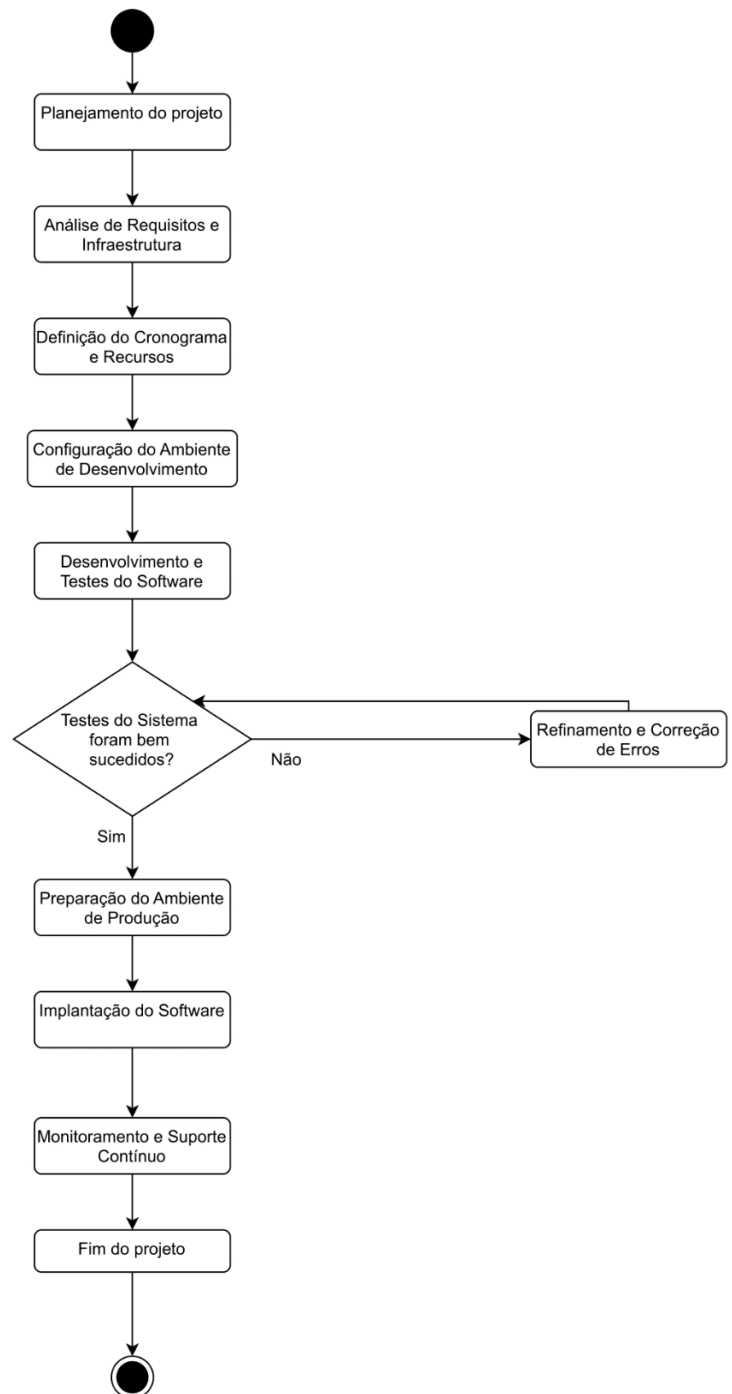 Planejamento do projeto
Análise de Requisitos e
Infraestrutura
Definição do Cronograma
e Recursos
Configuração do Ambiente
de Desenvolvimento
Desenvolvimento e
Testes do Software
Testes do Sistema
foram bem
sucedidos?
Não
Refinamento e Correção
de Erros
Sim
Preparação do Ambiente
de Produção
Implantação do Software
Monitoramento e Suporte
Contínuo
Fim do projeto